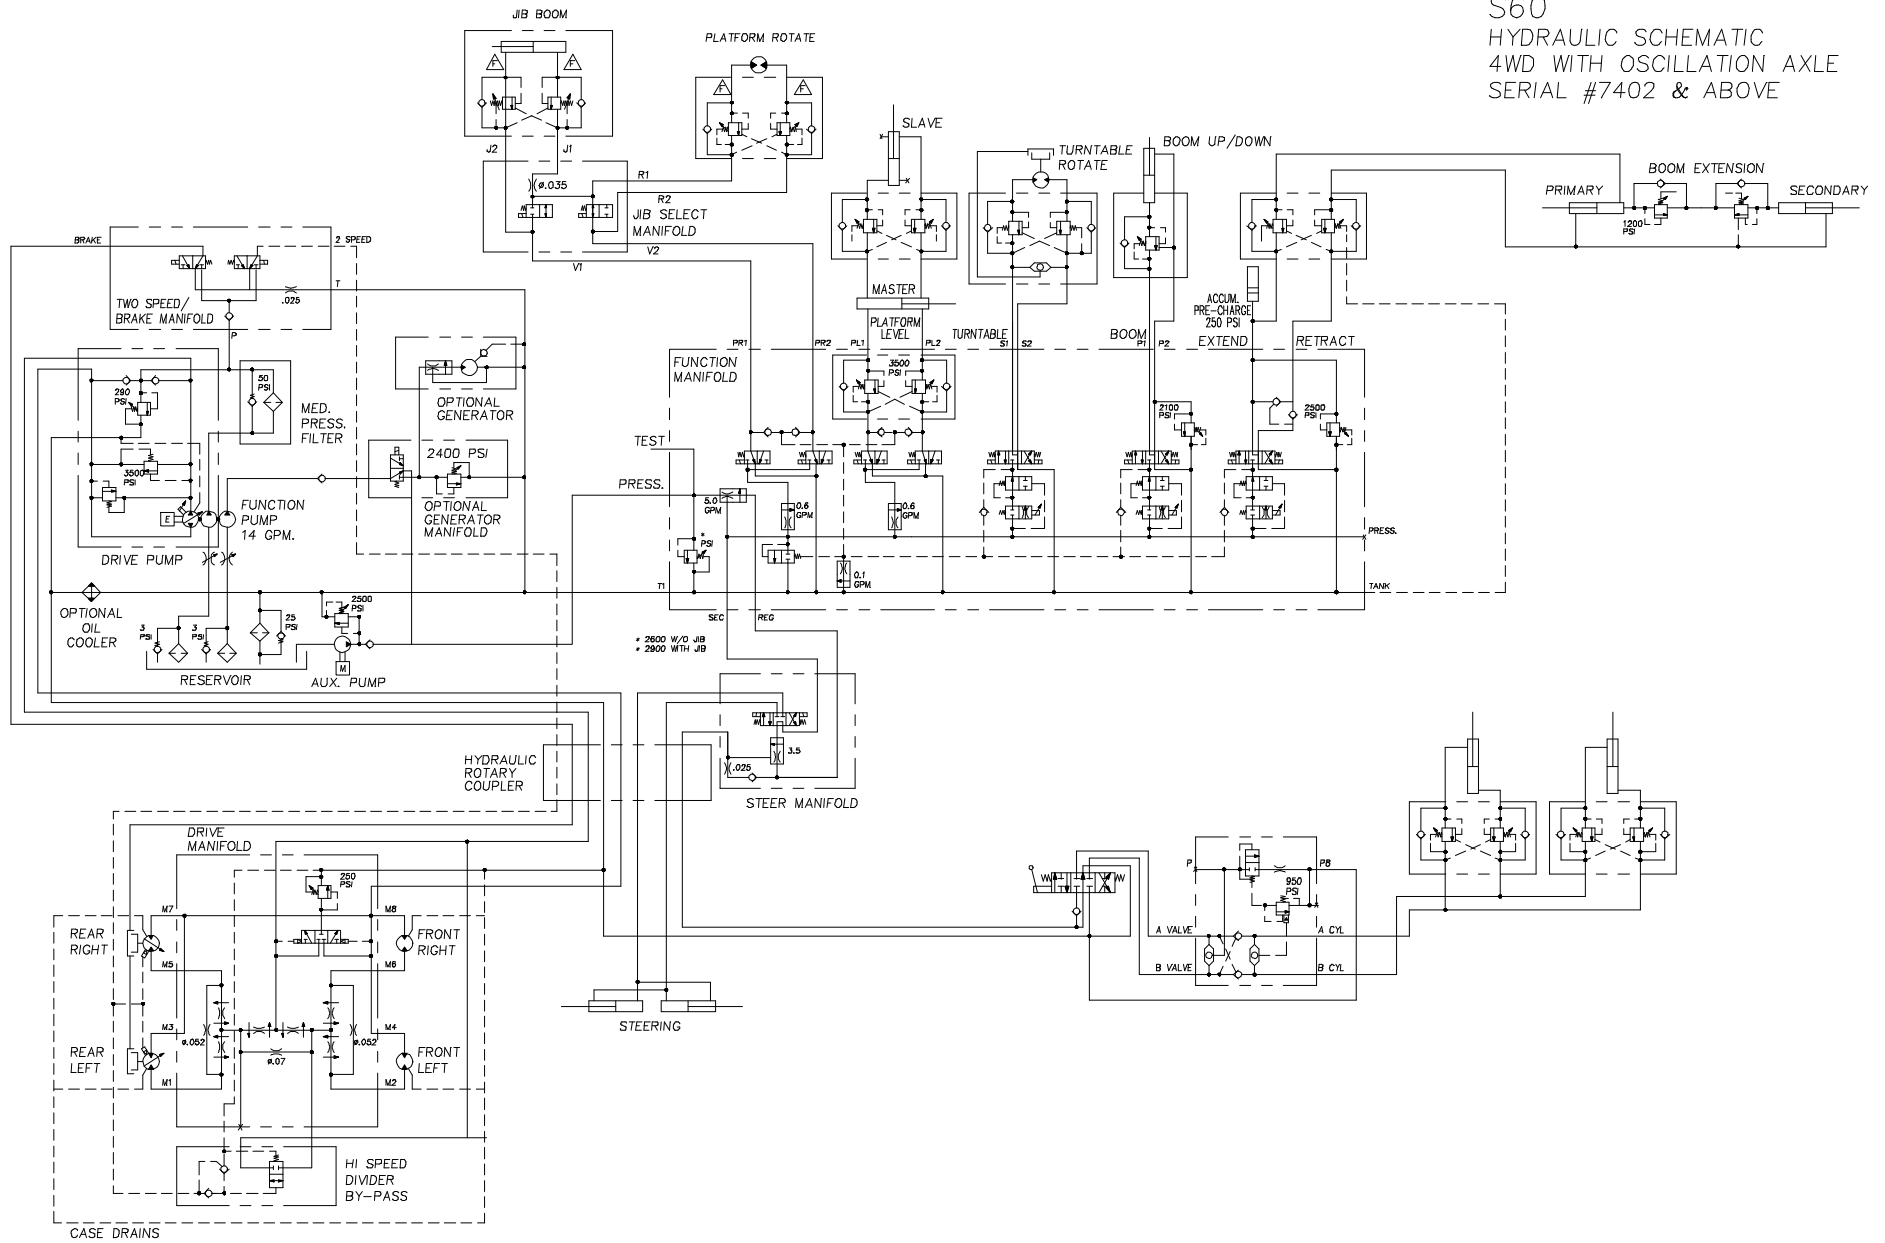 S60
HYDRAULIC SCHEMATIC
4WD WITH OSCILLATION AXLE
SERIAL #7402 & ABOVE
JIB BOOM
F
F
J2
J1
PLATFORM ROTATE
F
F
R1
R2
ø.035
JIB SELECT
MANIFOLD
V1
V2
SLAVE
MASTER
PLATFORM
LEVEL
TURNTABLE
ROTATE
TURNTABLE
BOOM UP/DOWN
BOOM
ACCUM.
PRE-CHARGE
250 PSI
EXTEND
RETRACT
BOOM EXTENSION
PRIMARY
SECONDARY
1200
PSI
BRAKE
2 SPEED
T
.025
TWO SPEED/
BRAKE MANIFOLD
P
290
PSI
3500
PSI
50
PSI
MED.
PRESS.
FILTER
E
FUNCTION
PUMP
14 GPM.
DRIVE PUMP
OPTIONAL
GENERATOR
2400 PSI
OPTIONAL
GENERATOR
MANIFOLD
OPTIONAL
OIL
COOLER
3
PSI
3
PSI
25
PSI
2500
PSI
M
RESERVOIR
AUX. PUMP
PR1
PR2
PL1
PL2
S1
S2
P1
P2
FUNCTION
MANIFOLD
3500
PSI
2100
PSI
2500
PSI
TEST
PRESS.
5.0
GPM
0.6
GPM
0.6
GPM
*
PSI
0.1
GPM
PRESS.
T1
TANK
SEC
REG
* 2600 W/O JIB
* 2900 WITH JIB
3.5
.025
STEER MANIFOLD
HYDRAULIC
ROTARY
COUPLER
DRIVE
MANIFOLD
250
PSI
M7
M8
REAR
RIGHT
FRONT
RIGHT
M5
M6
M3
M4
ø.052
ø.07
ø.052
REAR
LEFT
FRONT
LEFT
M1
M2
HI SPEED
DIVIDER
BY-PASS
CASE DRAINS
STEERING
P
P8
950
PSI
A VALVE
A CYL
B VALVE
B CYL